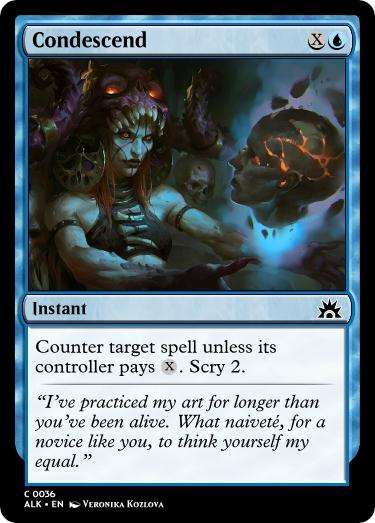 Condescend X
Instant
Counter target spell unless its
controller pays X. Scry 2.
“I’ve practiced my art for longer than
you’ve been alive. What naiveté, for a
novice like you, to think yourself my
equal.”
C 0036
ALK • EN Veronika Kozlova